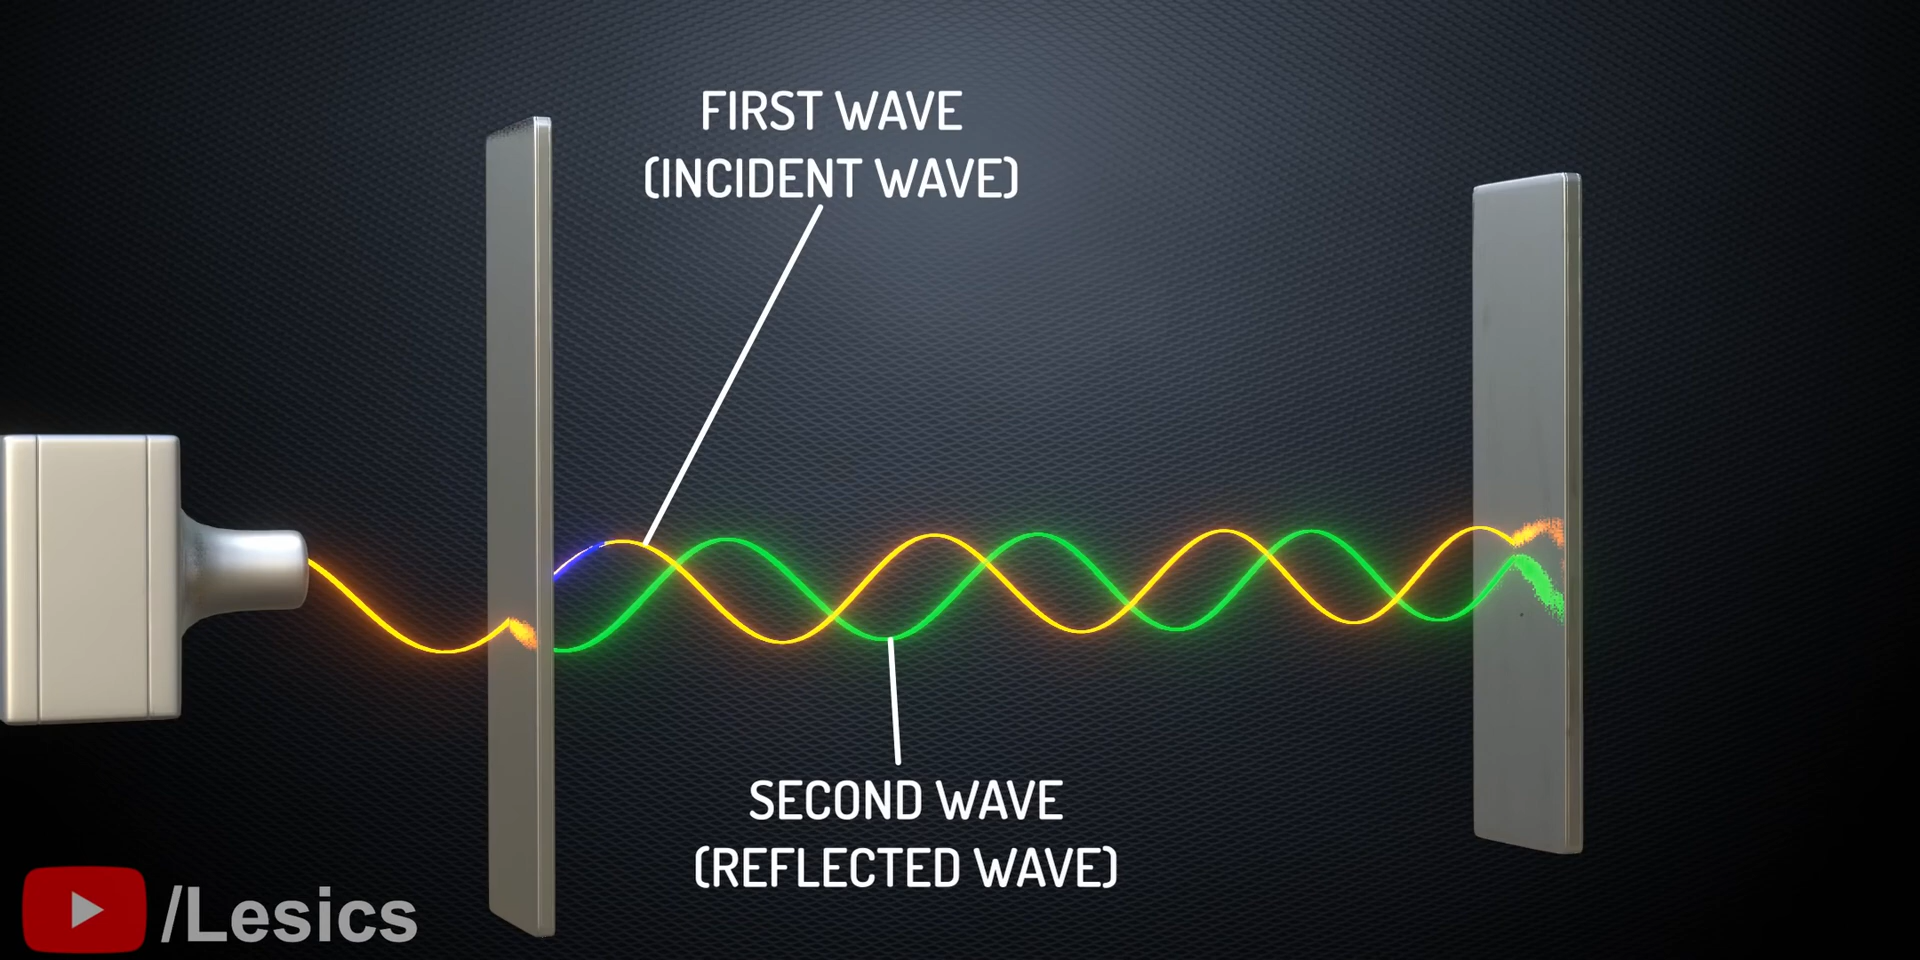 FIRST WAVE
(INCIDENT WAVE)
SECOND WAVE
(REFLECTED WAVE)
/Lesics